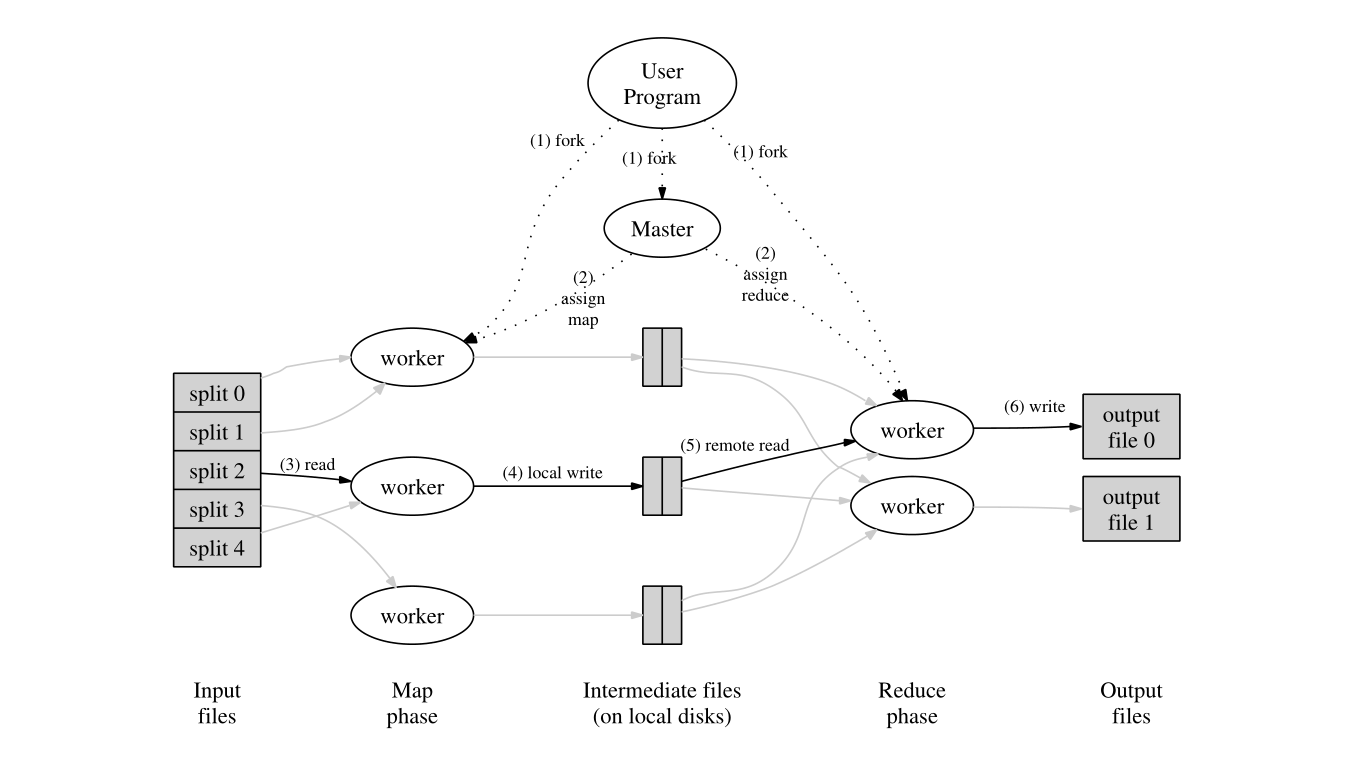 User
Program
(1) fork
(1) fork
(1) fork
Master
(2)
assign
map
(2)
assign
reduce
worker
split 0
split 1
split 2
split 3
split 4
(3) read
worker
(4) local write
worker
(5) remote read
worker
worker
(6) write
output
file 0
output
file 1
Input
files
Map
phase
Intermediate files
(on local disks)
Reduce
phase
Output
files